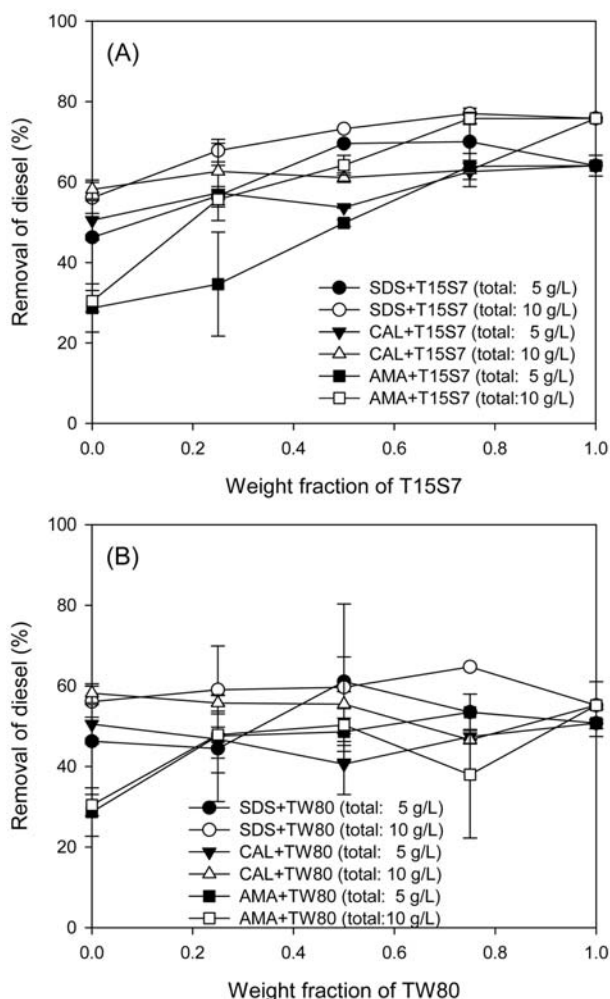 100
(A)
80
60
40
20
0
Removal of diesel (%)
SDS+T15S7 (total: 5 g/L)
SDS+T15S7 (total: 10 g/L)
CAL+T15S7 (total: 5 g/L)
CAL+T15S7 (total: 10 g/L)
AMA+T15S7 (total: 5 g/L)
AMA+T15S7 (total:10 g/L)
0.0 0.2 0.4 0.6 0.8 1.0
Weight fraction of T15S7
100
(B)
80
60
40
20
0
Removal of diesel (%)
SDS+TW80 (total: 5 g/L)
SDS+TW80 (total: 10 g/L)
CAL+TW80 (total: 5 g/L)
CAL+TW80 (total: 10 g/L)
AMA+TW80 (total: 5 g/L)
AMA+TW80 (total:10 g/L)
0.0 0.2 0.4 0.6 0.8 1.0
Weight fraction of TW80